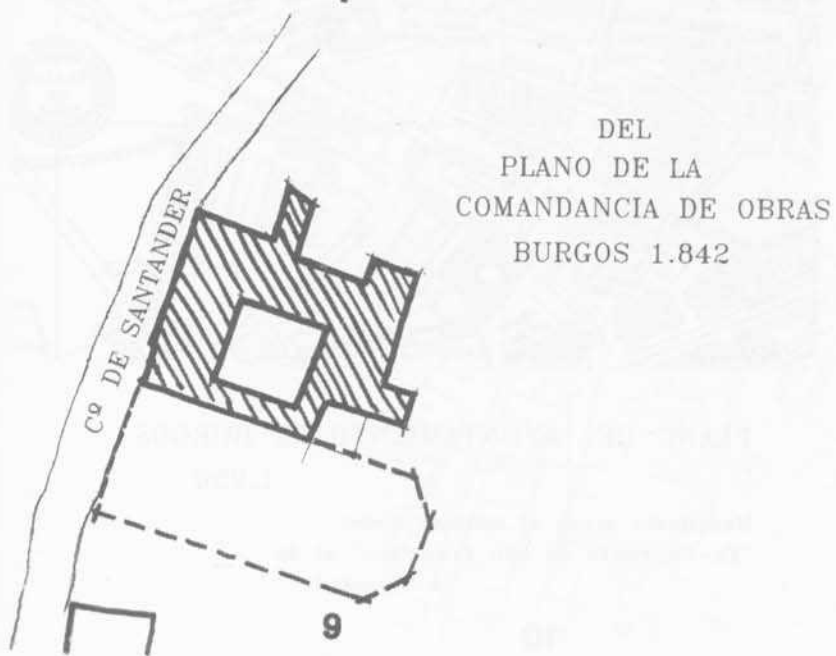 DEL
PLANO DE LA
COMANDANCIA DE OBRAS
BURGOS 1.842
Cº DE SANTANDER
9